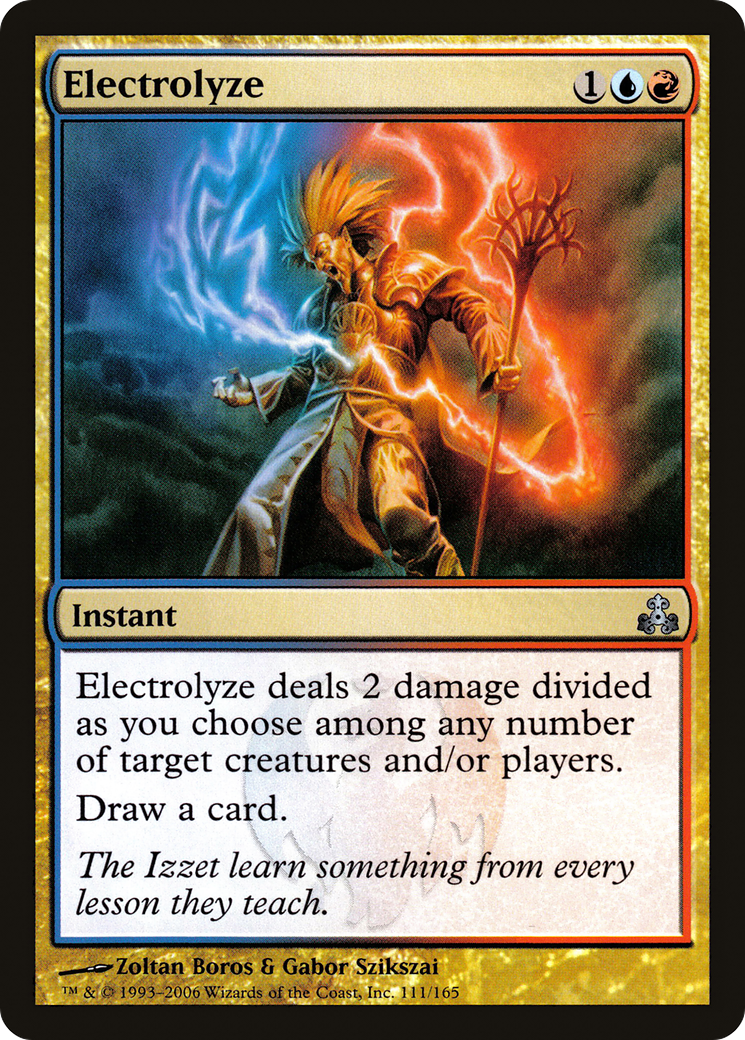 Electrolyze 1
Instant
Electrolyze deals 2 damage divided
as you choose among any number
of target creatures and/or players.
Draw a card.
The Izzet learn something from every
lesson they teach.
Zoltan Boros & Gabor Szikszai
™ & © 1993–2006 Wizards of the Coast, Inc. 111/165